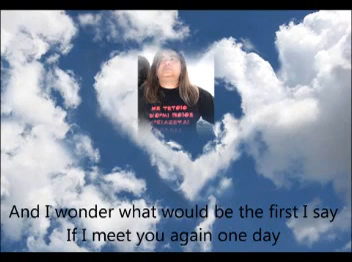 And I wonder what would be the first I say
If I meet you again one day